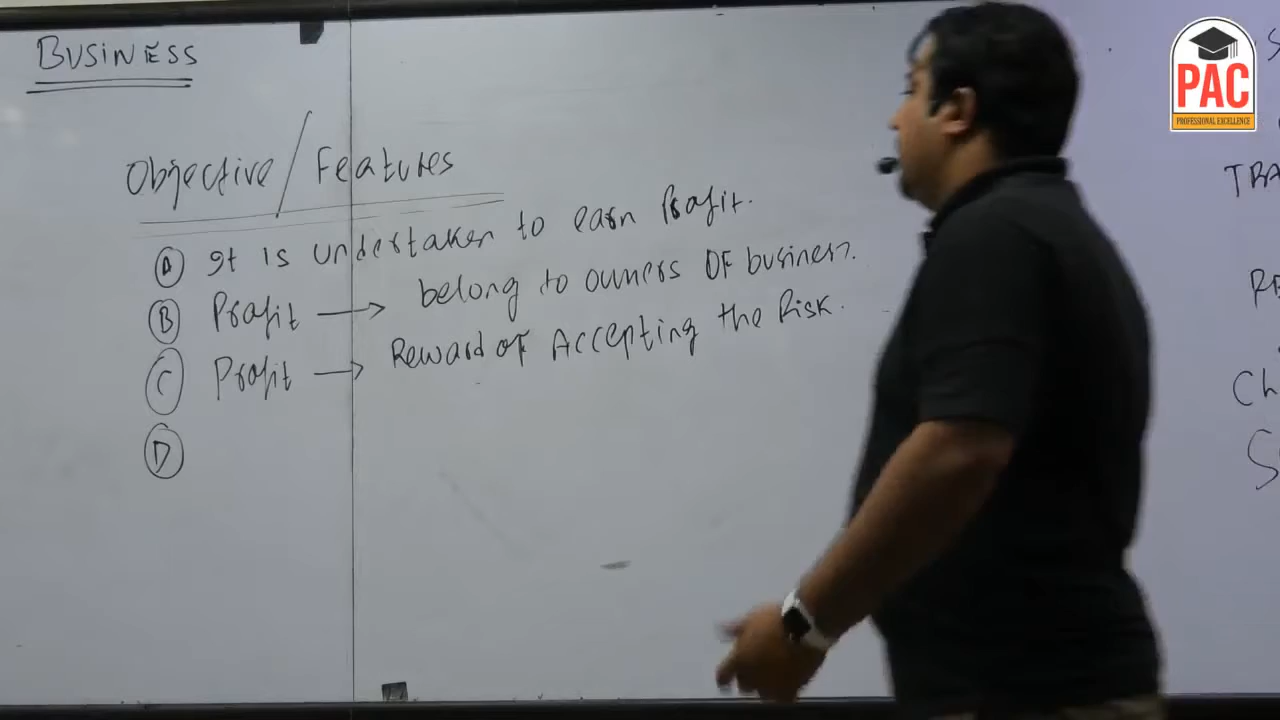 BUSINESS
Objective / Features
A It is undertaken to earn Profit.
B Profit → belong to owners OF business.
C Profit → Reward of Accepting the Risk.
D
PAC
PROFESSIONAL EXCELLENCE
TRA
Ch